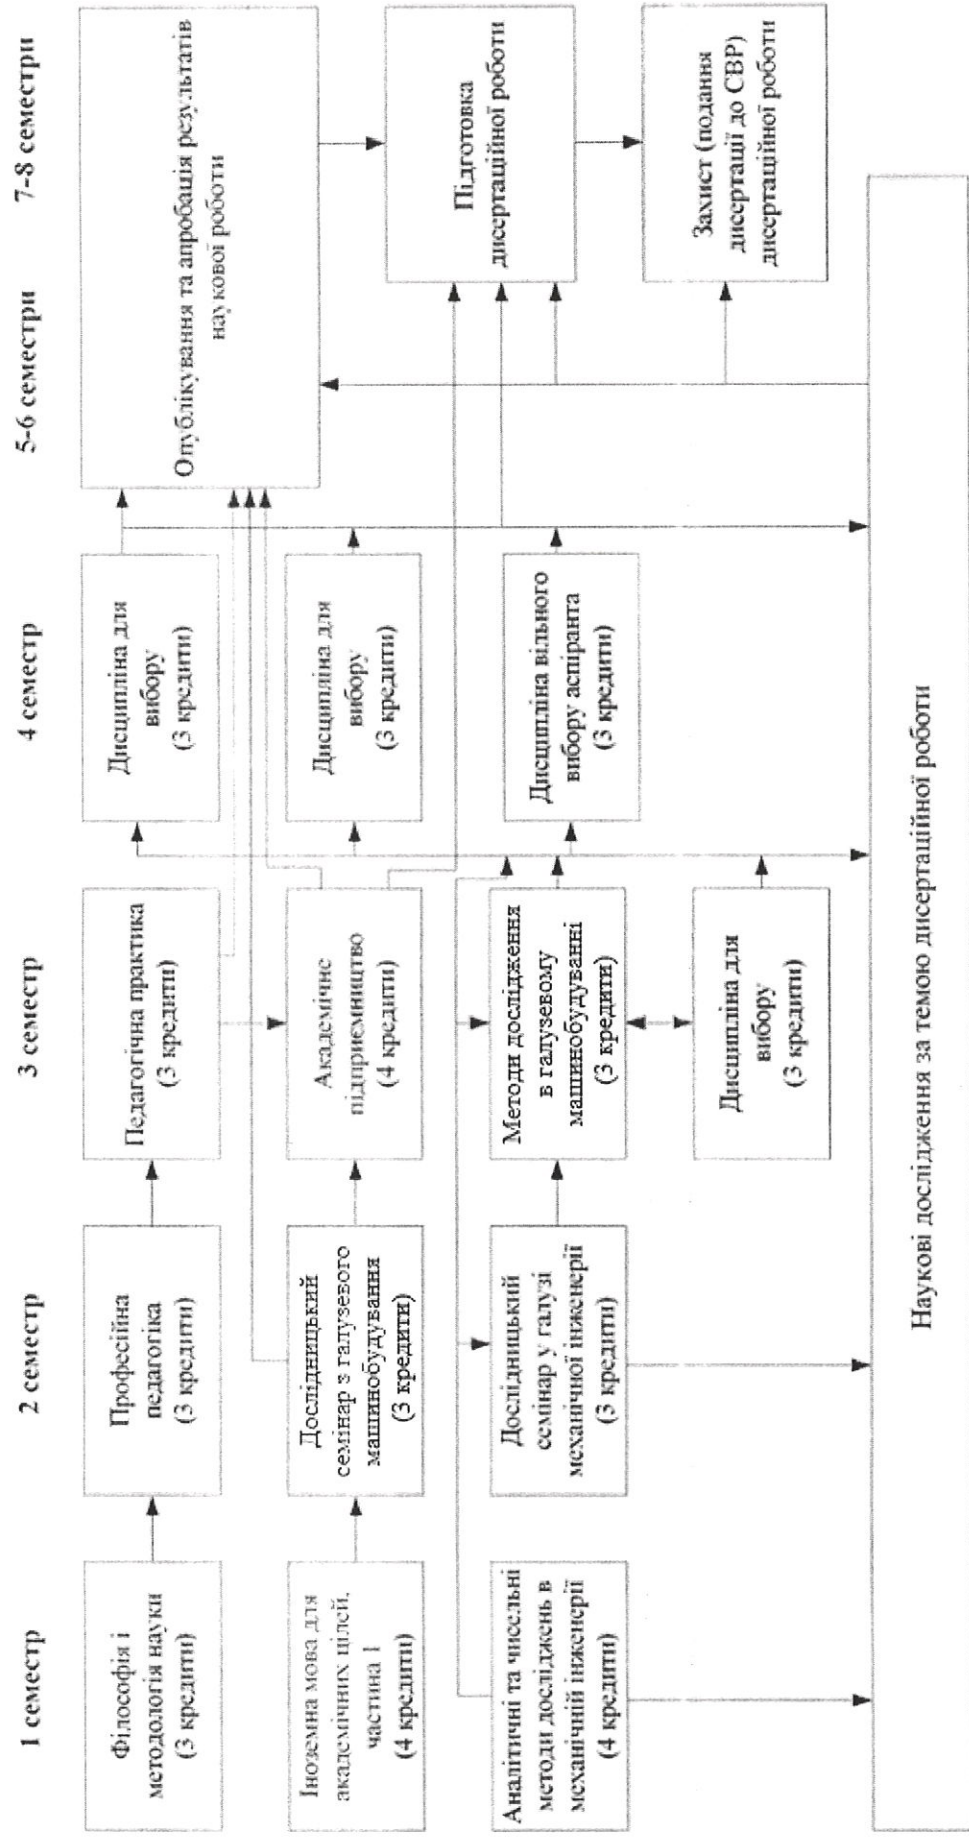 1 семестр
2 семестр
3 семестр
4 семестр
5-6 семестри
7-8 семестри
Філософія і
методологія науки
(3 кредити)
Професійна
педагогіка
(3 кредити)
Педагогічна практика
(3 кредити)
Дисципліна для
вибору
(3 кредити)
Опублікування та апробація результатів
наукової роботи
Іноземна мова для
академічних цілей,
частина 1
(4 кредити)
Дослідницький
семінар з галузевого
машинобудування
(3 кредити)
Академічне
підприємництво
(4 кредити)
Дисципліна для
вибору
(3 кредити)
Підготовка
дисертаційної роботи
Аналітичні та чисельні
методи досліджень в
механічній інженерії
(4 кредити)
Дослідницький
семінар у галузі
механічної інженерії
(3 кредити)
Методи дослідження
в галузевому
машинобудуванні
(3 кредити)
Дисципліна вільного
вибору аспіранта
(3 кредити)
Захист (подання
дисертації до СВР)
дисертаційної роботи
Дисципліна для
вибору
(3 кредити)
Наукові дослідження за темою дисертаційної роботи